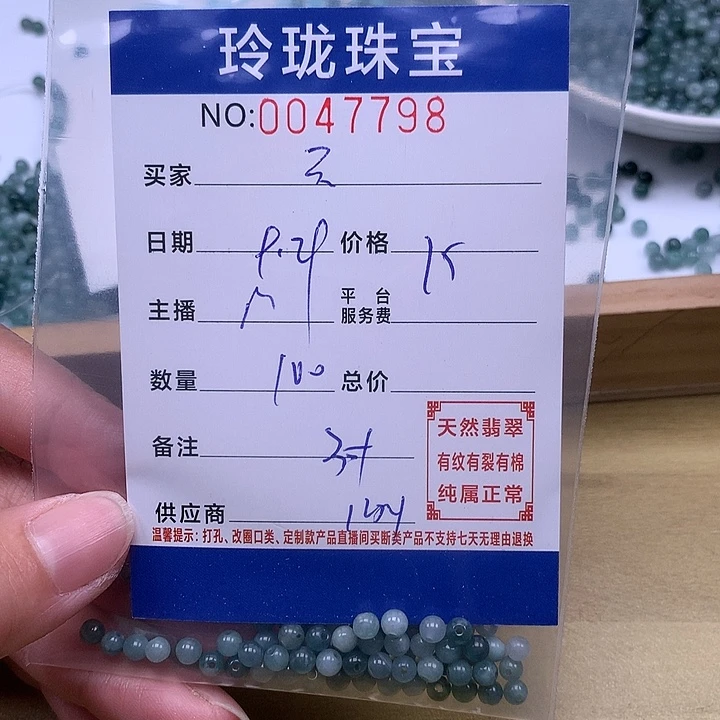 玲珑珠宝
NO:0047798
买家
日期 价格
主播 平台
服务费
数量 100 总价
备注
天然翡翠
有纹有裂有棉
纯属正常
供应商
温馨提示：打孔、改圈口类、定制款产品直播间买断类产品不支持七天无理由退换